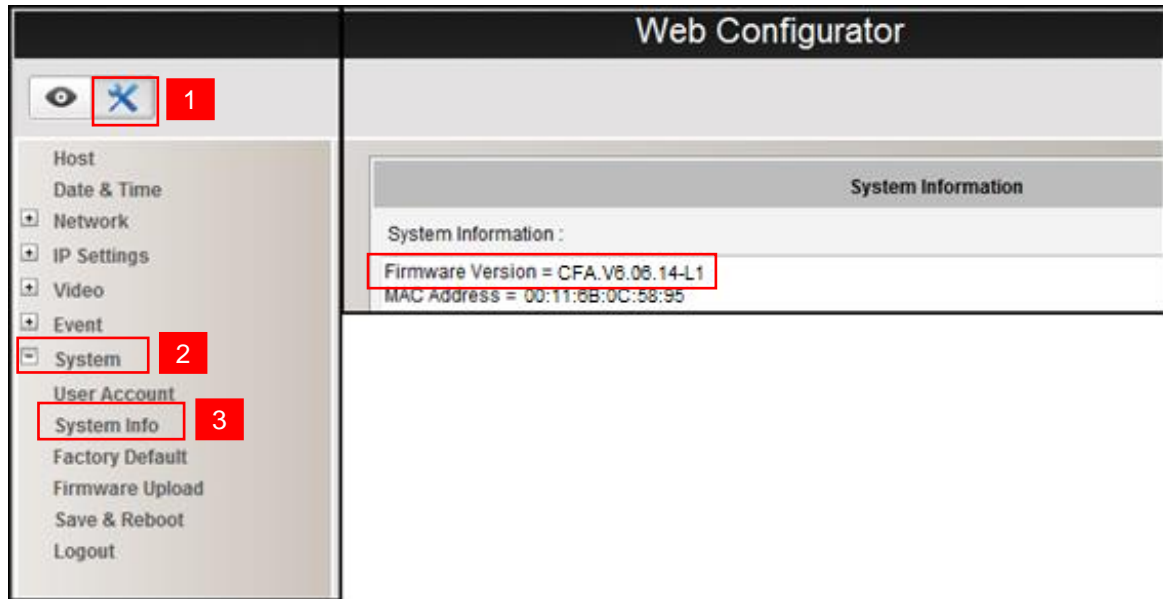 Web Configurator
1
Host
Date & Time
Network
IP Settings
Video
Event
System
2
User Account
System Info
3
Factory Default
Firmware Upload
Save & Reboot
Logout
System Information
System Information :
Firmware Version = CFA.V6.06.14-L1
MAC Address = 00:11:6B:0C:58:95